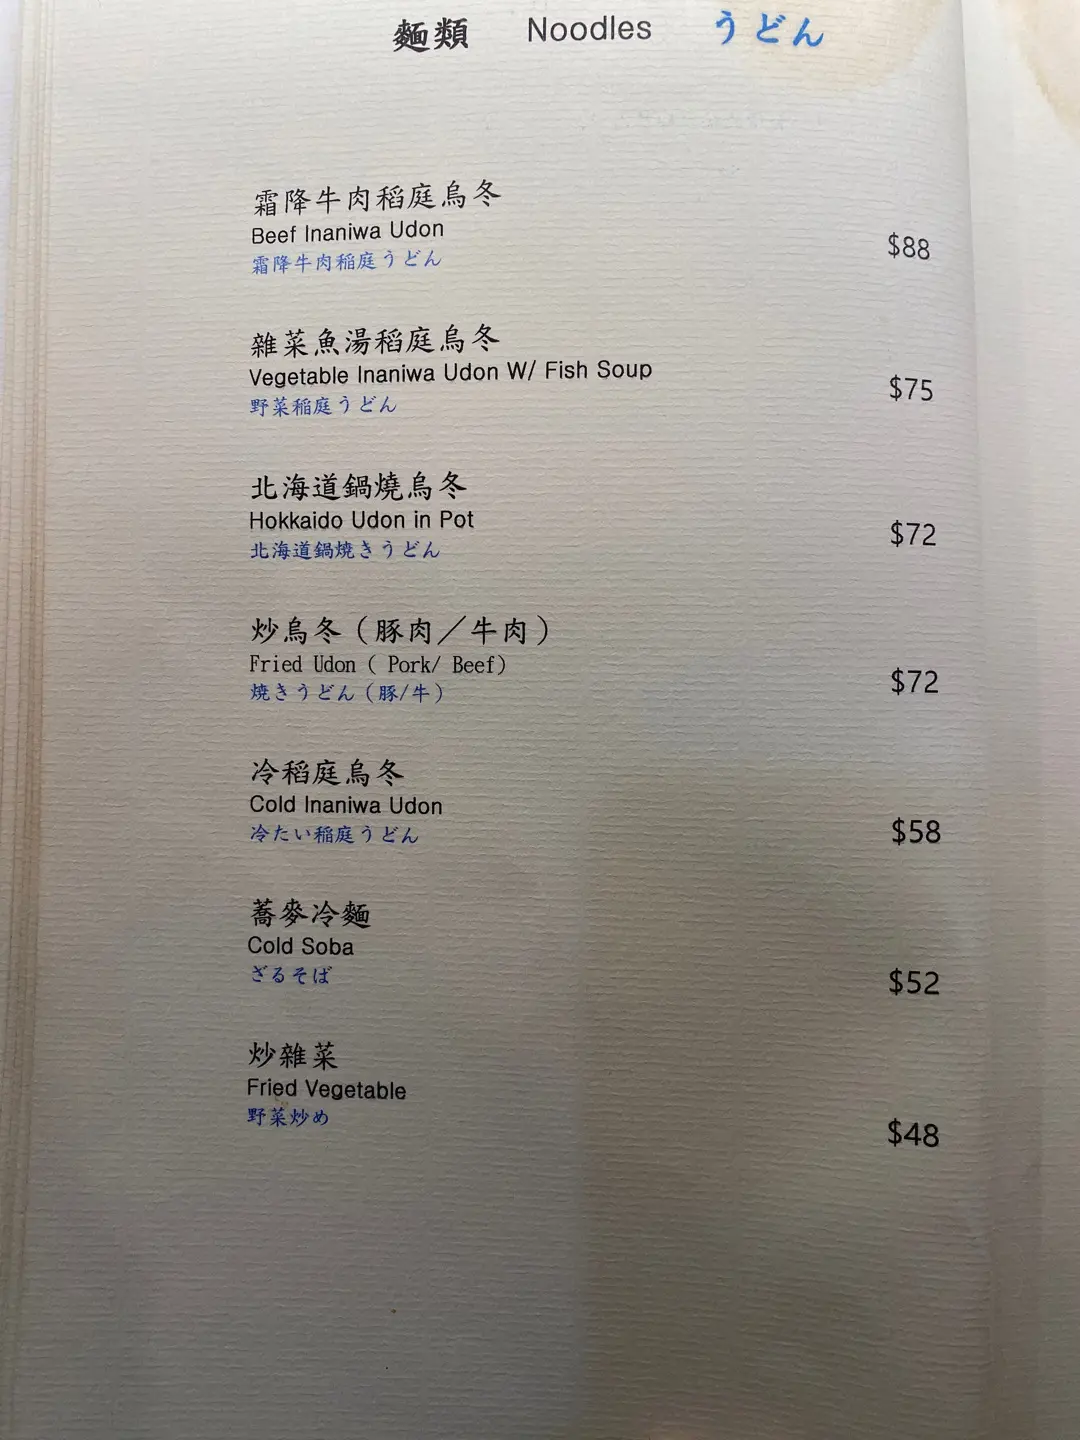 麵類 Noodles うどん
霜降牛肉稻庭烏冬
Beef Inaniwa Udon
$88
霜降牛肉稲庭うどん
雜菜魚湯稻庭烏冬
Vegetable Inaniwa Udon W/ Fish Soup
$75
野菜稲庭うどん
北海道鍋燒烏冬
Hokkaido Udon in Pot
$72
北海道鍋焼きうどん
炒烏冬（豚肉／牛肉）
Fried Udon ( Pork/ Beef)
$72
焼きうどん（豚/牛）
冷稻庭烏冬
Cold Inaniwa Udon
$58
冷たい稲庭うどん
蕎麥冷麵
Cold Soba
$52
ざるそば
炒雜菜
Fried Vegetable
野菜炒め
$48